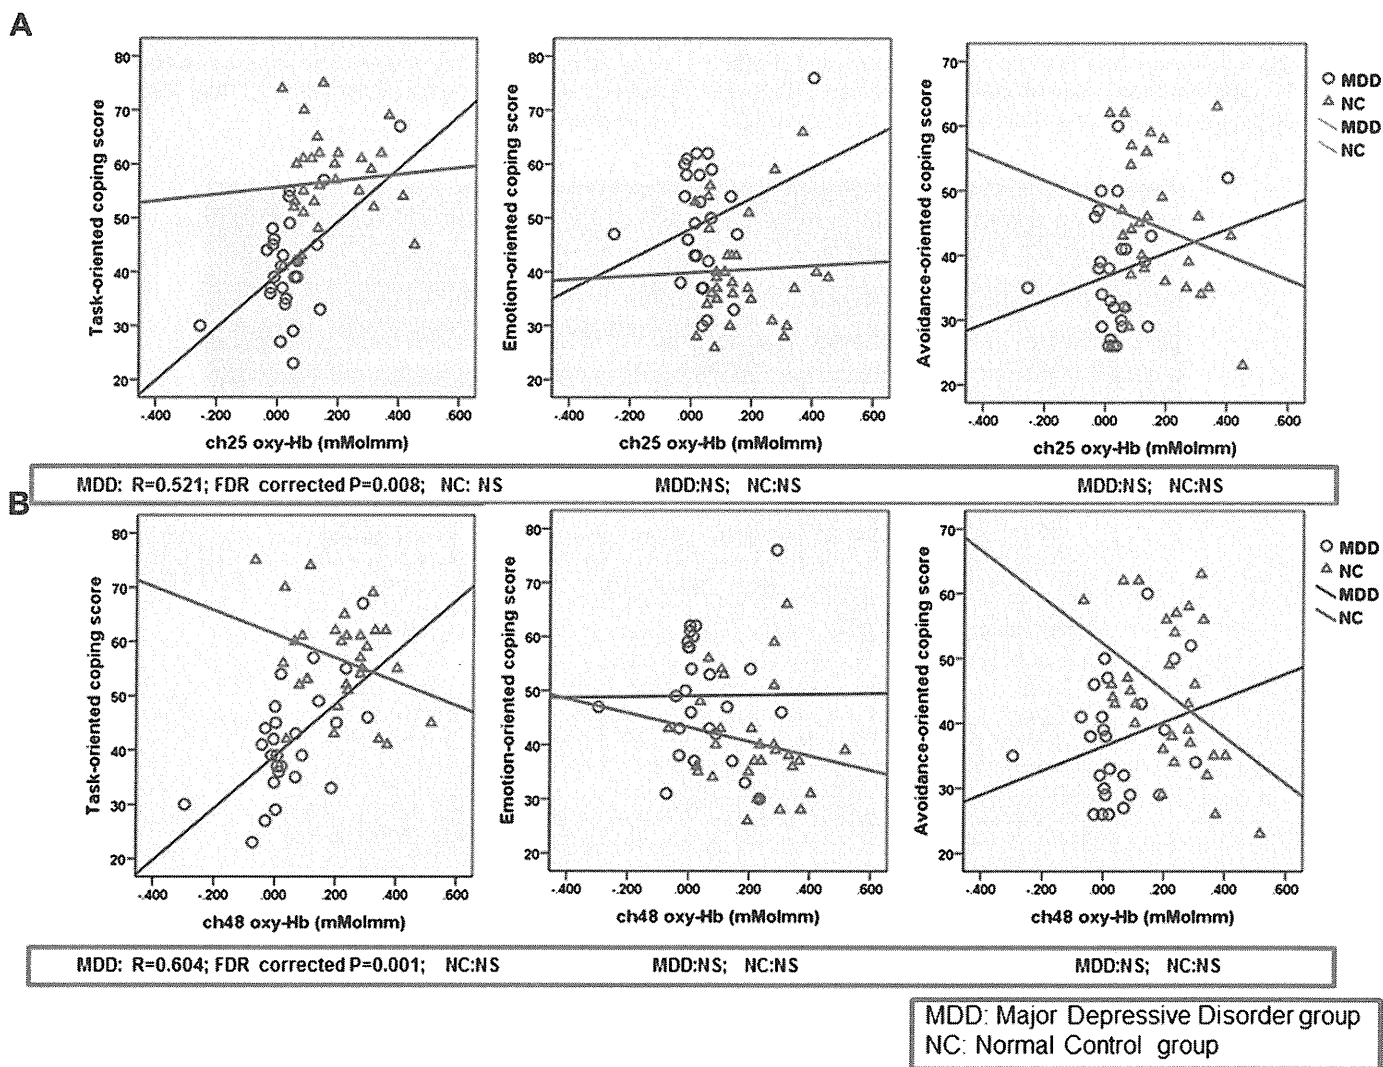 A
80
70
60
50
40
30
20
Task-oriented coping score
-.400 -.200 .000 .200 .400 .600
ch25 oxy-Hb (mMolmm)
80
70
60
50
40
30
20
Emotion-oriented coping score
-.400 -.200 .000 .200 .400 .600
ch25 oxy-Hb (mMolmm)
70
60
50
40
30
20
Avoidance-oriented coping score
-.400 -.200 .000 .200 .400 .600
ch25 oxy-Hb (mMolmm)
MDD
NC
MDD
NC
MDD: R=0.521; FDR corrected P=0.008; NC: NS MDD:NS; NC:NS MDD:NS; NC:NS
B
80
70
60
50
40
30
20
Task-oriented coping score
-.400 -.200 .000 .200 .400 .600
ch48 oxy-Hb (mMolmm)
80
70
60
50
40
30
20
Emotion-oriented coping score
-.400 -.200 .000 .200 .400 .600
ch48 oxy-Hb (mMolmm)
70
60
50
40
30
20
Avoidance-oriented coping score
-.400 -.200 .000 .200 .400 .600
ch48 oxy-Hb (mMolmm)
MDD
NC
MDD
NC
MDD: R=0.604; FDR corrected P=0.001; NC:NS MDD:NS; NC:NS MDD:NS; NC:NS
MDD: Major Depressive Disorder group
NC: Normal Control group